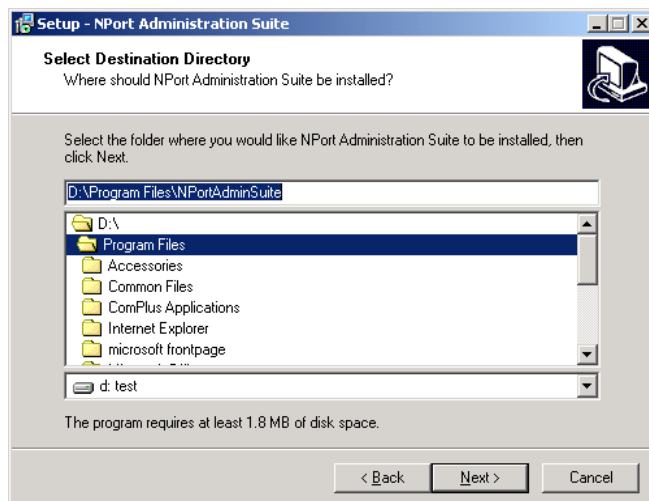 Setup - NPort Administration Suite
Select Destination Directory
Where should NPort Administration Suite be installed?
Select the folder where you would like NPort Administration Suite to be installed, then
click Next.
D:\Program Files\NPortAdminSuite
D:\
Program Files
Accessories
Common Files
ComPlus Applications
Internet Explorer
microsoft frontpage
d: test
The program requires at least 1.8 MB of disk space.
< Back
Next >
Cancel